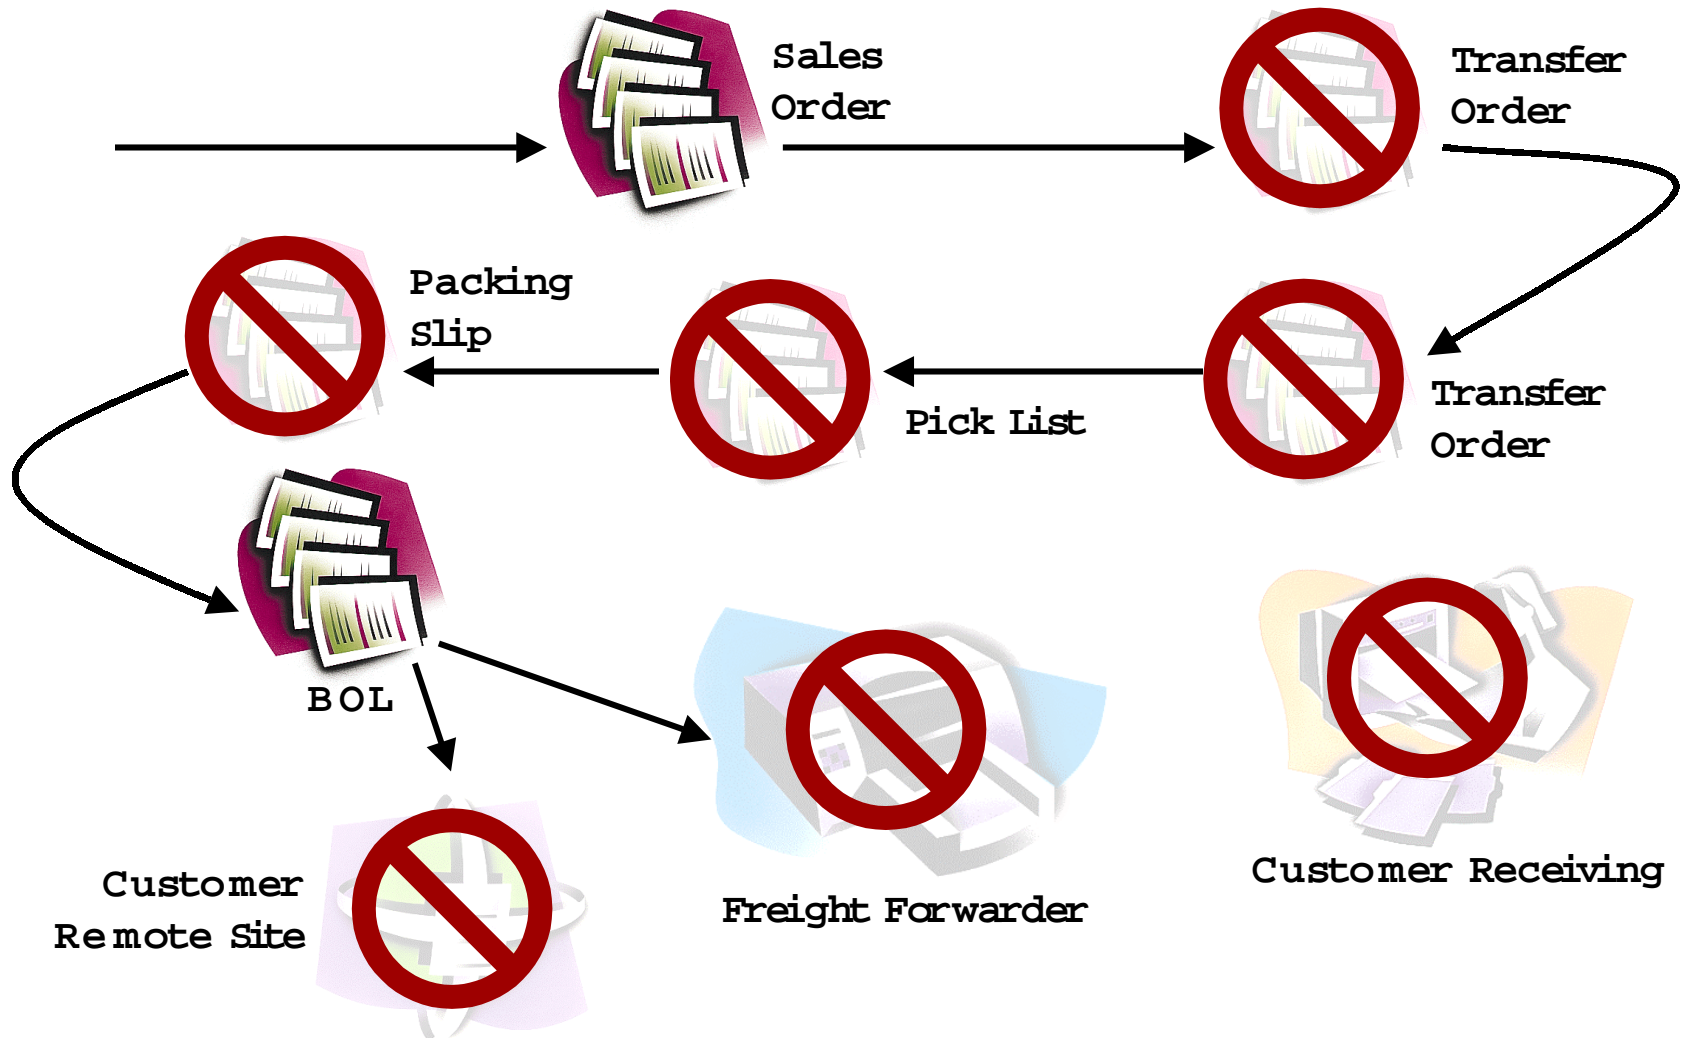 Sales
Order
Transfer
Order
Packing
Slip
Pick List
Transfer
Order
BOL
Customer Receiving
Freight Forwarder
Customer
Remote Site